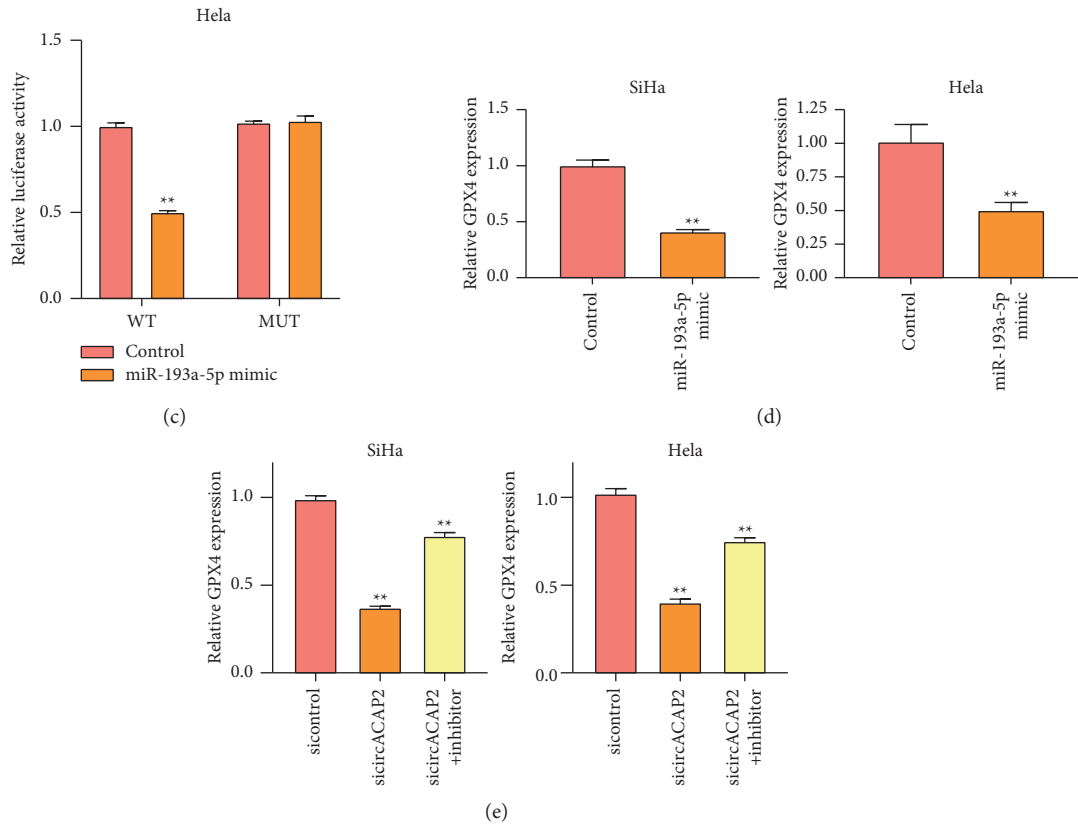 Hela
Relative luciferase activity
1.5
1.0
0.5
0.0
**
WT
MUT
Control
miR-193a-5p mimic
(c)
SiHa
Relative GPX4 expression
1.5
1.0
0.5
0.0
**
Control
miR-193a-5p
mimic
Hela
Relative GPX4 expression
1.25
1.00
0.75
0.50
0.25
0.00
**
Control
miR-193a-5p
mimic
(d)
SiHa
Relative GPX4 expression
1.0
0.5
0.0
**
**
sicontrol
sicircACAP2
sicircACAP2
+inhibitor
Hela
Relative GPX4 expression
1.0
0.5
1.0
**
**
sicontrol
sicircACAP2
sicircACAP2
+inhibitor
(e)